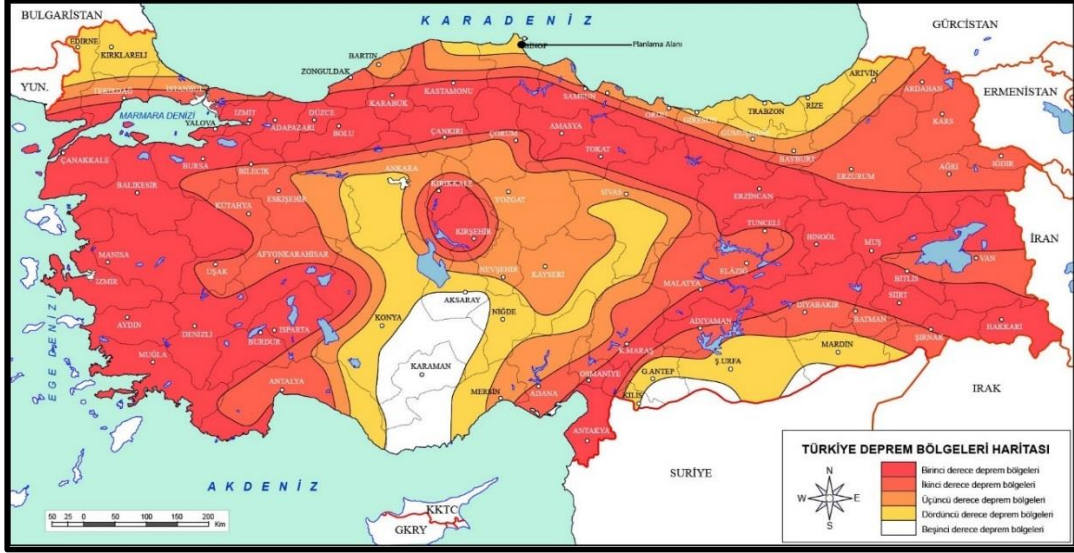 BULGARİSTAN
KARADENİZ
GÜRCİSTAN
EDİRNE
KIRKLARELİ
SİNOP
Planlama Alanı
BARTIN
ZONGULDAK
ARTVİN
YUN.
TEKİRDAĞ
İSTANBUL
KARABÜK
KASTAMONU
SAMSUN
ORDU
GİRESUN
TRABZON
RİZE
ARDAHAN
ERMENİSTAN
MARMARA DENİZİ
YALOVA
İZMİT
ADAPAZARI
DÜZCE
BOLU
ÇANKIRI
ÇORUM
AMASYA
TOKAT
GÜMÜŞHANE
BAYBURT
KARS
ÇANAKKALE
BURSA
BİLECİK
ANKARA
ERZURUM
AĞRI
IĞDIR
BALIKESİR
KÜTAHYA
ESKİŞEHİR
KIRIKKALE
YOZGAT
SİVAS
ERZİNCAN
TUNCELİ
KIRŞEHİR
BİNGÖL
MUŞ
İRAN
MANİSA
UŞAK
AFYONKARAHİSAR
NEVŞEHİR
KAYSERİ
ELAZIĞ
VAN
BİTLİS
İZMİR
MALATYA
SİİRT
EGE DENİZİ
AKSARAY
NİĞDE
DİYABAKIR
BATMAN
AYDIN
DENİZLİ
ISPARTA
BURDUR
KONYA
ADIYAMAN
ŞIRNAK
HAKKARİ
MUĞLA
K.MARAŞ
MARDİN
KARAMAN
Ş.URFA
ANTALYA
MERSİN
ADANA
OSMANİYE
G.ANTEP
KİLİS
IRAK
ANTAKYA
SURİYE
AKDENİZ
KKTC
GKRY
50 25 0 50 100 150 200
Km
TÜRKİYE DEPREM BÖLGELERİ HARİTASI
N
W E
S
Birinci derece deprem bölgeleri
İkinci derece deprem bölgeleri
Üçüncü derece deprem bölgeleri
Dördüncü derece deprem bölgeleri
Beşinci derece deprem bölgeleri